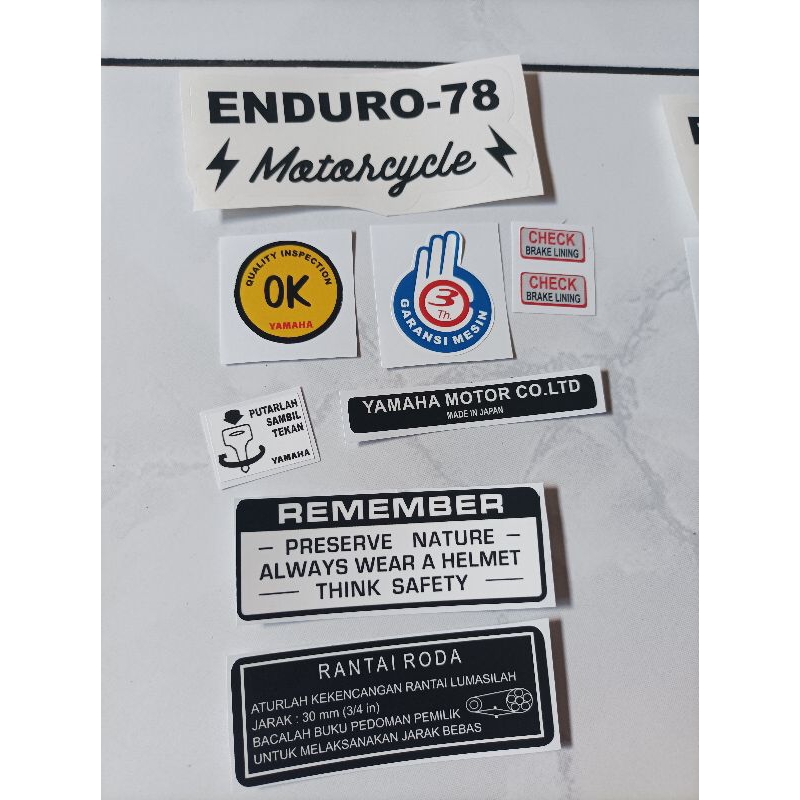 ENDURO-78
Motorcycle
QUALITY INSPECTION
OK
YAMAHA
3
Th.
GARANSI MESIN
CHECK
BRAKE LINING
CHECK
BRAKE LINING
PUTARLAH
SAMBIL
TEKAN
YAMAHA
YAMAHA MOTOR CO.LTD
MADE IN JAPAN
REMEMBER
— PRESERVE NATURE —
ALWAYS WEAR A HELMET
— THINK SAFETY —
RANTAI RODA
ATURLAH KEKENCANGAN RANTAI LUMASILAH
JARAK : 30 mm (3/4 in)
BACALAH BUKU PEDOMAN PEMILIK
UNTUK MELAKSANAKAN JARAK BEBAS